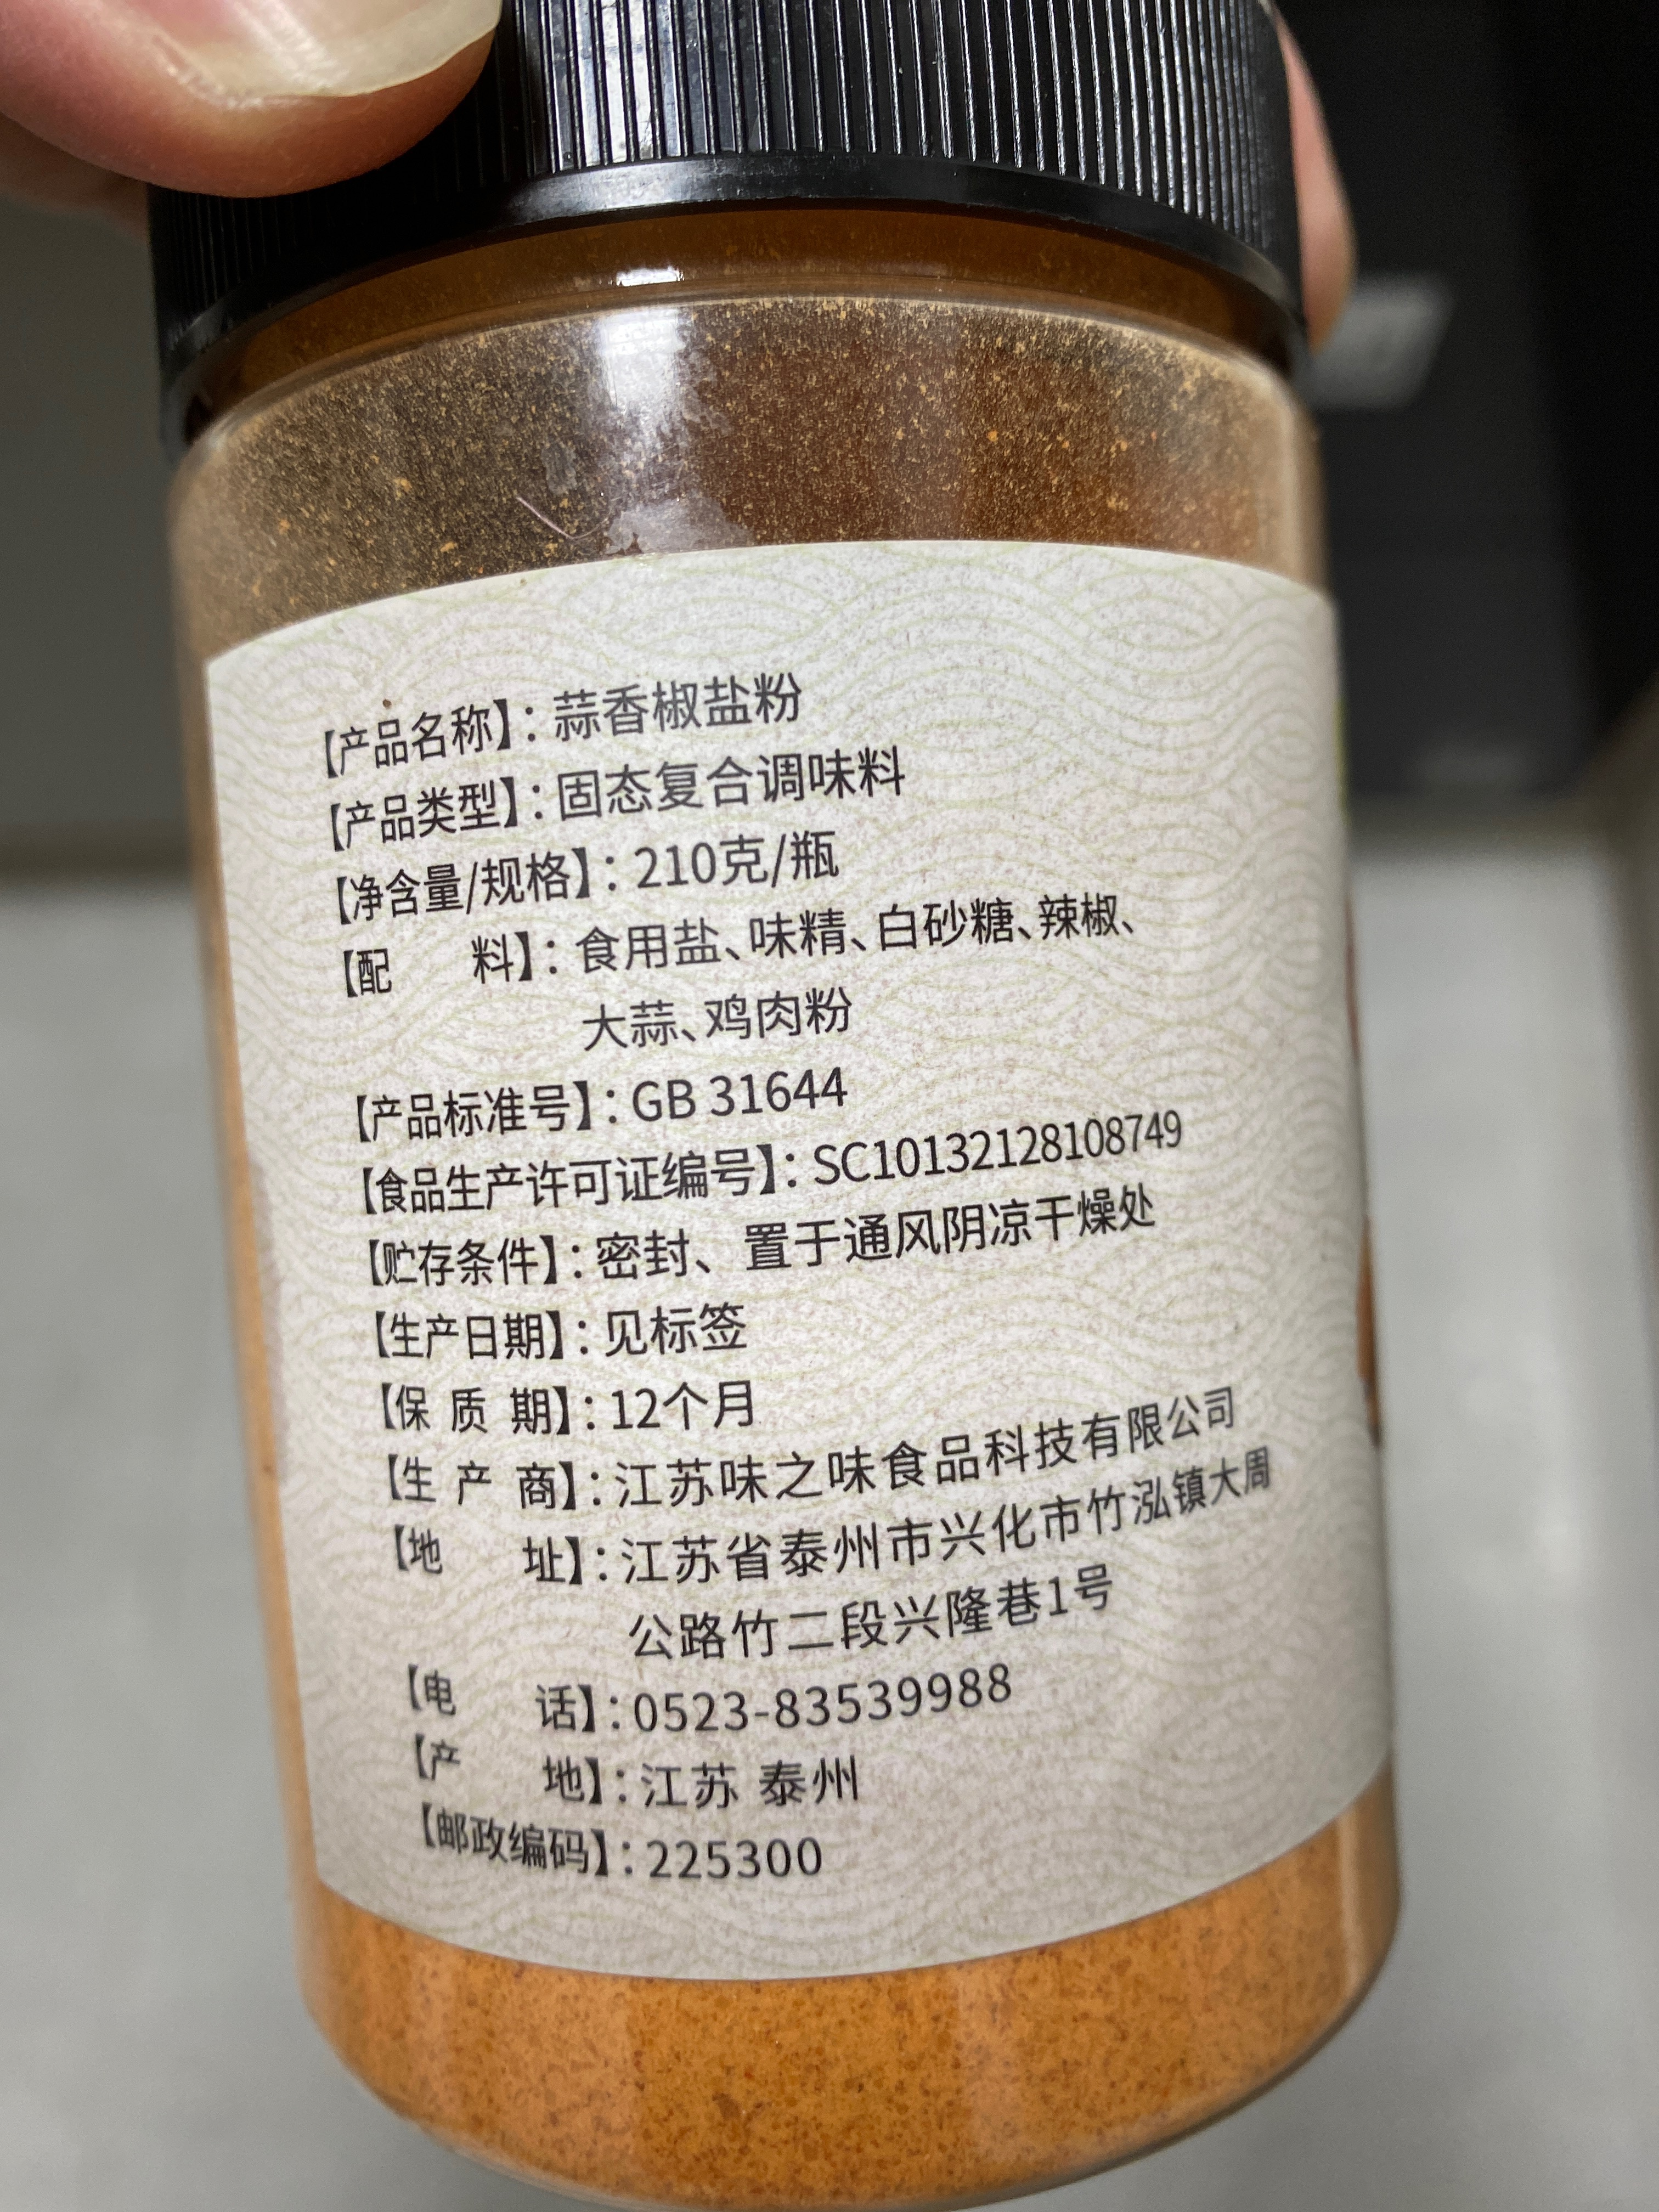 【产品名称】：蒜香椒盐粉
【产品类型】：固态复合调味料
【净含量/规格】：210克/瓶
【配 料】：食用盐、味精、白砂糖、辣椒、
大蒜、鸡肉粉
【产品标准号】：GB 31644
【食品生产许可证编号】：SC10132128108749
【贮存条件】：密封、置于通风阴凉干燥处
【生产日期】：见标签
【保 质 期】：12个月
【生 产 商】：江苏味之味食品科技有限公司
【地 址】：江苏省泰州市兴化市竹泓镇大周
公路竹二段兴隆巷1号
【电 话】：0523-83539988
【产 地】：江苏 泰州
【邮政编码】：225300